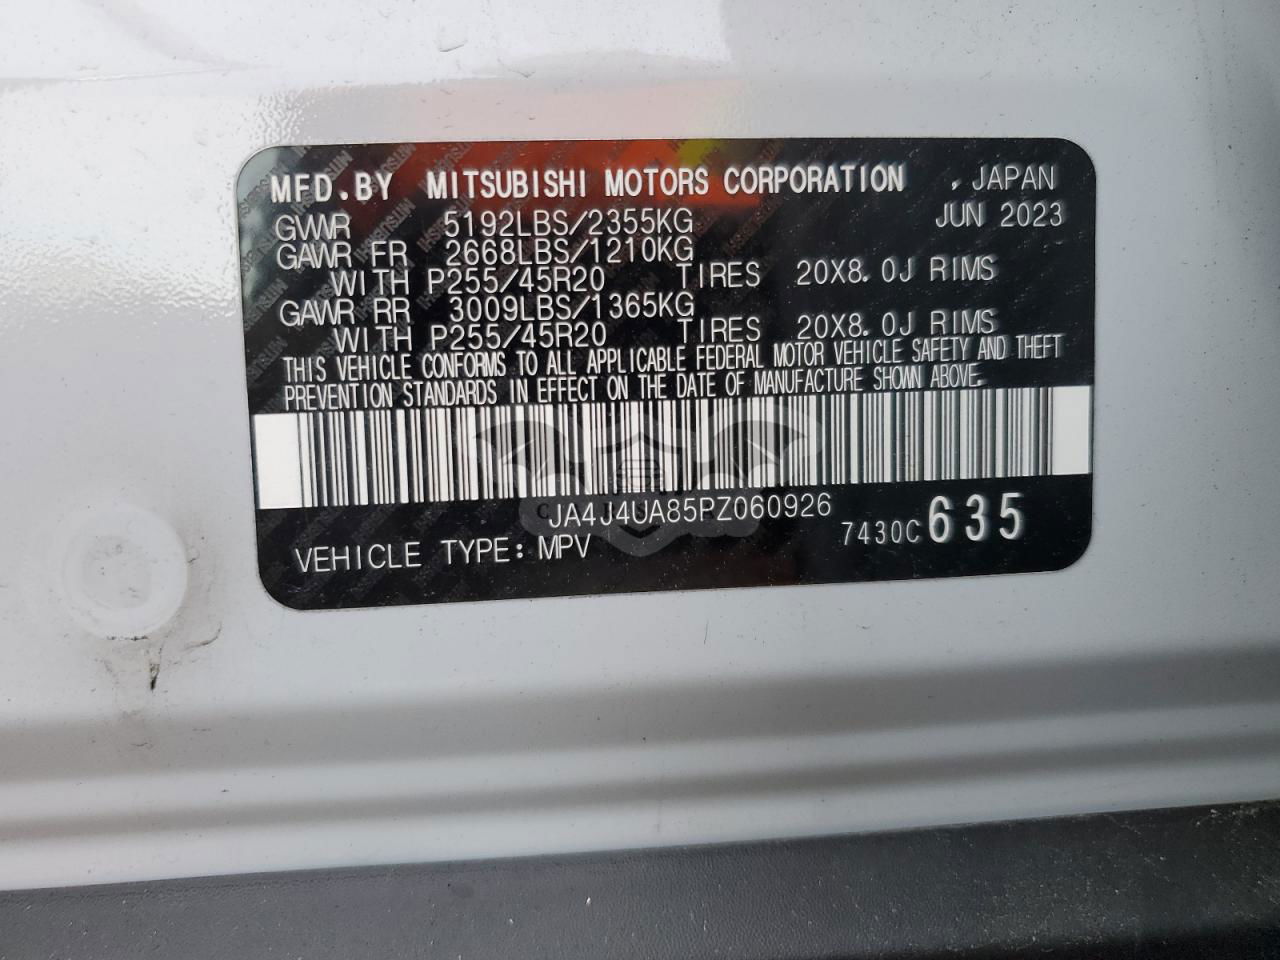 MFD.BY MITSUBISHI MOTORS CORPORATION , JAPAN
GVWR 5192LBS/2355KG JUN 2023
GAWR FR 2668LBS/1210KG
WITH P255/45R20 TIRES 20X8.0J RIMS
GAWR RR 3009LBS/1365KG
WITH P255/45R20 TIRES 20X8.0J RIMS
THIS VEHICLE CONFORMS TO ALL APPLICABLE FEDERAL MOTOR VEHICLE SAFETY AND THEFT
PREVENTION STANDARDS IN EFFECT ON THE DATE OF MANUFACTURE SHOWN ABOVE.
JA4J4UA85PZ060926
7430C 635
VEHICLE TYPE: MPV